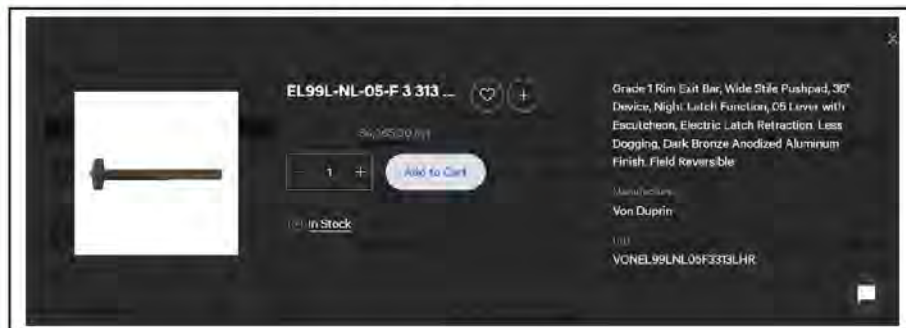 EL99L-NL-05-F 3 313 ...
1
Add to Cart
In Stock
Grade 1 Rim Exit Bar, Wide Stile Pushpad, 36"
Device, Night Latch Function, 05 Lever with
Escutcheon, Electric Latch Retraction, Less
Dogging, Dark Bronze Anodized Aluminum
Finish, Field Reversible
Manufacturer
Von Duprin
VONEL99LNL05F3313LHR